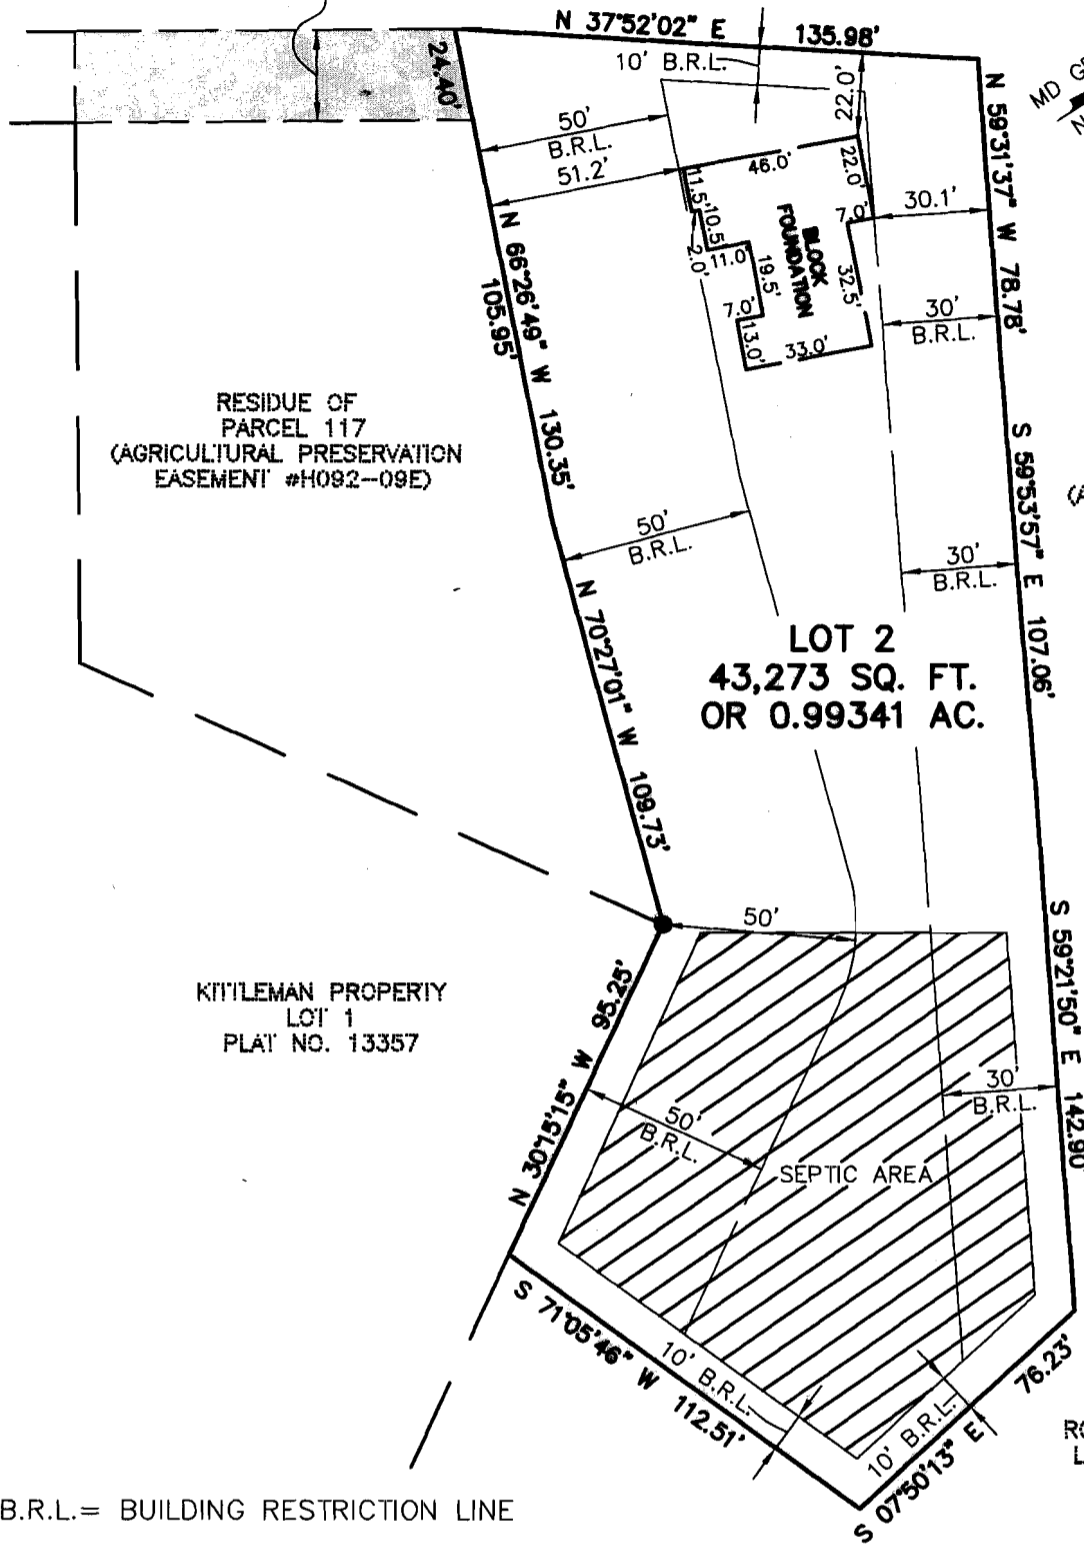 N 37°52'02" E 135.98'
24.40'
10' B.R.L.
22.0'
MD
N 59°31'37" W 78.78'
50'
B.R.L.
51.2'
46.0'
22.0'
11.5'
10.5'
2.0'
11.0'
19.5'
7.0'
13.0'
33.0'
32.5'
7.0'
BLOCK
FOUNDATION
30.1'
30'
B.R.L.
N 66°26'49" W 130.35'
105.95'
RESIDUE OF
PARCEL 117
(AGRICULTURAL PRESERVATION
EASEMENT #H092-09E)
S 59°53'57" E 107.06'
50'
B.R.L.
30'
B.R.L.
N 70°27'01" W 109.73'
LOT 2
43,273 SQ. FT.
OR 0.99341 AC.
50'
S 59°21'50" E 142.90'
KITTLEMAN PROPERTY
LOT 1
PLAT NO. 13357
N 30°15'15" W 95.25'
50'
B.R.L.
30'
B.R.L.
SEPTIC AREA
S 71°05'46" W 112.51'
10' B.R.L.
10' B.R.L.
S 07°50'13" E 76.23'
B.R.L.= BUILDING RESTRICTION LINE